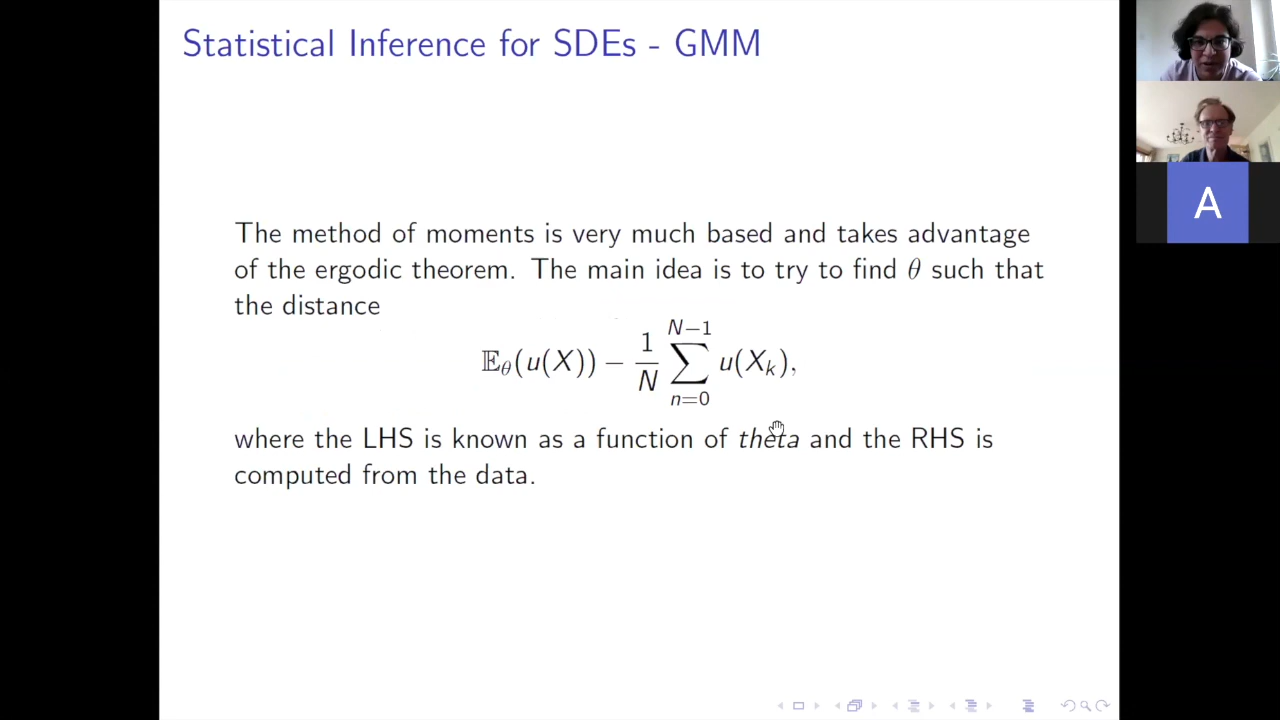 Statistical Inference for SDEs - GMM
The method of moments is very much based and takes advantage
of the ergodic theorem. The main idea is to try to find θ such that
the distance
𝔼_θ(u(X)) − \frac{1}{N} \sum_{n=0}^{N−1} u(X_k),
where the LHS is known as a function of theta and the RHS is
computed from the data.
A